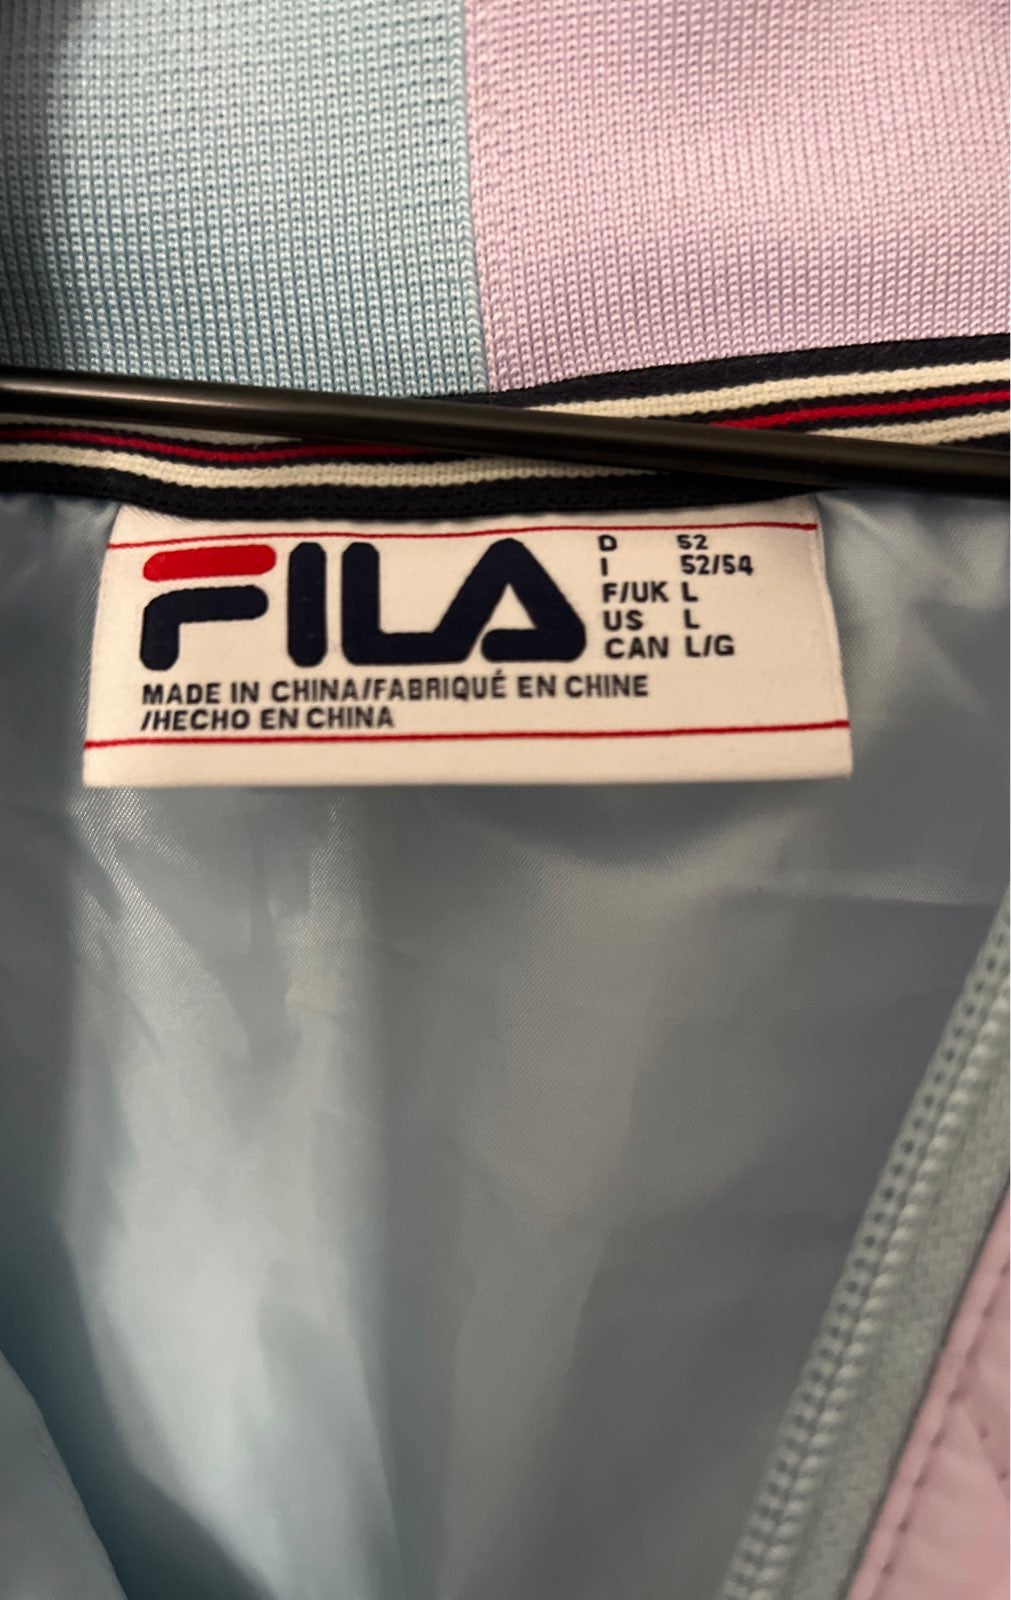 FILA
D 52
I 52/54
F/UK L
US L
CAN L/G
MADE IN CHINA/FABRIQUÉ EN CHINE
/HECHO EN CHINA